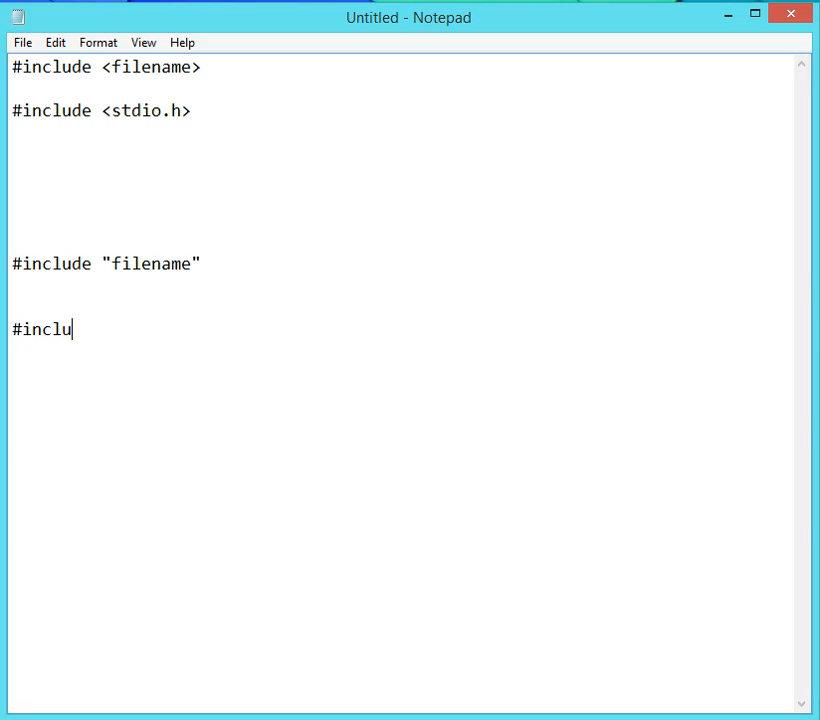 Untitled - Notepad
File Edit Format View Help
#include <filename>
#include <stdio.h>
#include "filename"
#inclu